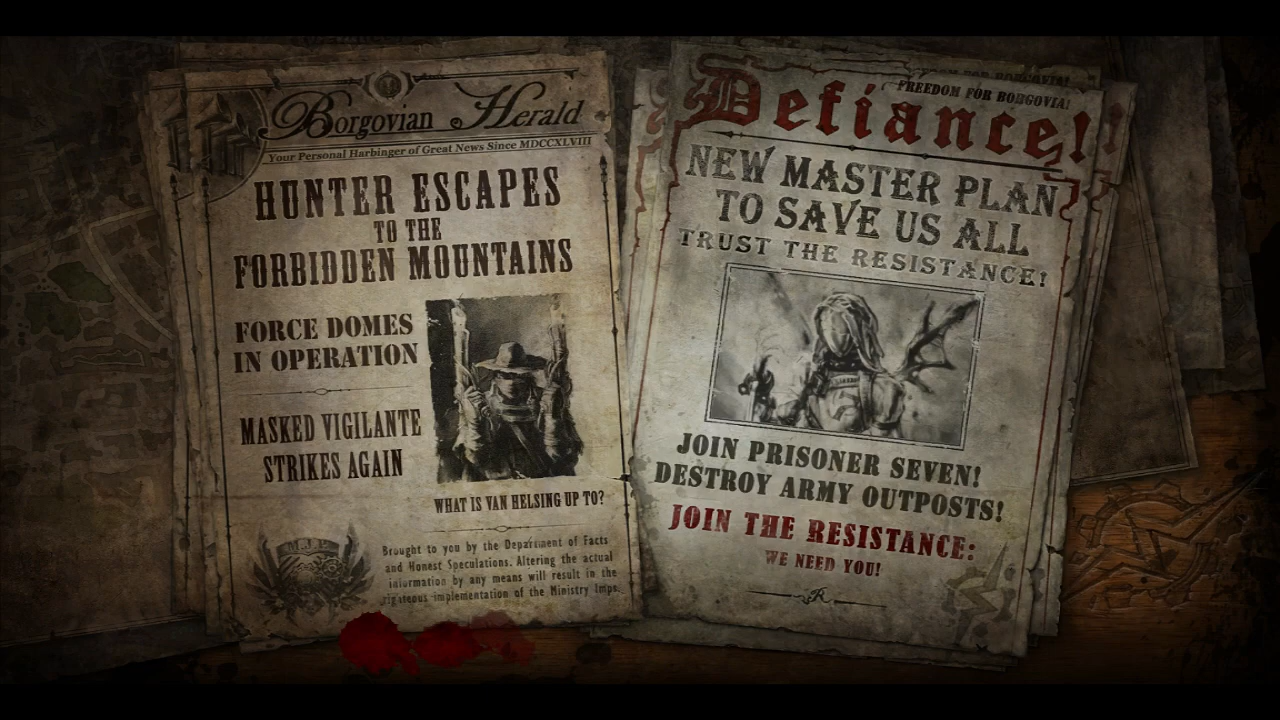 Borgovian Herald
Your Personal Harbinger of Great News Since MDCCXLVIII
HUNTER ESCAPES
TO THE
FORBIDDEN MOUNTAINS
FORCE DOMES
IN OPERATION
MASKED VIGILANTE
STRIKES AGAIN
WHAT IS VAN HELSING UP TO?
Brought to you by the Department of Facts
and Honest Speculations. Altering the actual
information by any means will result in the
righteous implementation of the Ministry Imps.
FREEDOM FOR BORGOVIA!
Defiance!
NEW MASTER PLAN
TO SAVE US ALL
TRUST THE RESISTANCE!
JOIN PRISONER SEVEN!
DESTROY ARMY OUTPOSTS!
JOIN THE RESISTANCE:
WE NEED YOU!
R